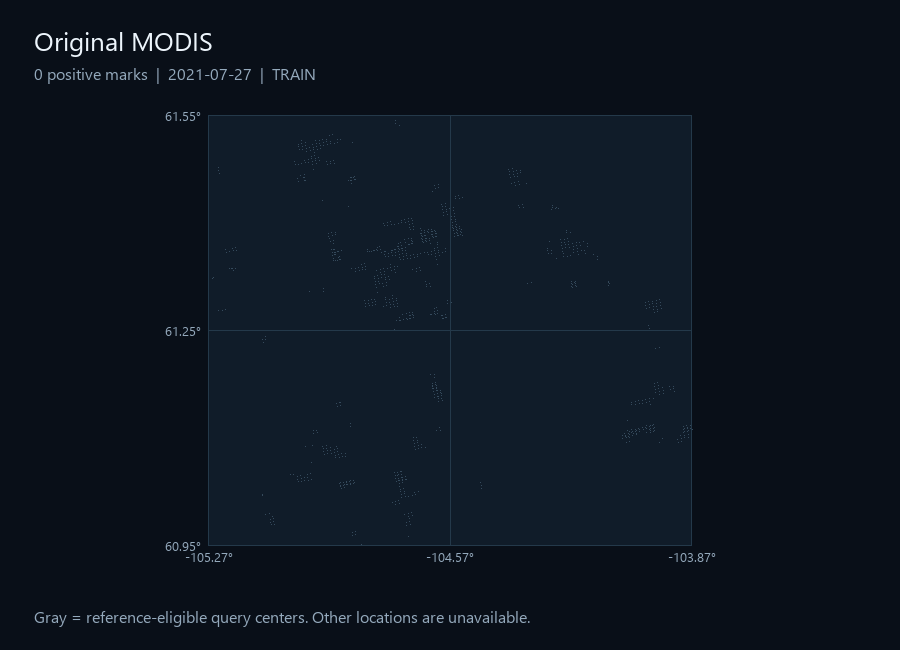 Original MODIS
0 positive marks | 2021-07-27 | TRAIN
61.55°
61.25°
60.95°
-105.27°
-104.57°
-103.87°
Gray = reference-eligible query centers. Other locations are unavailable.